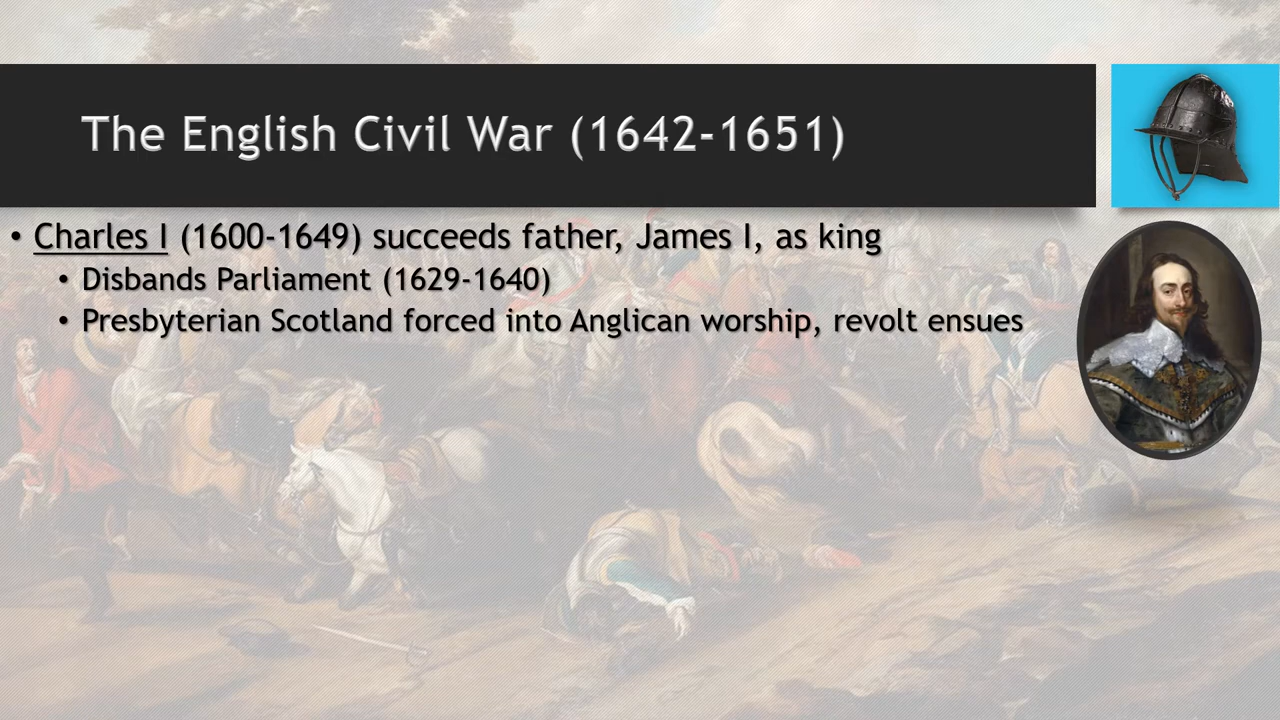 The English Civil War (1642-1651)
• Charles I (1600-1649) succeeds father, James I, as king
• Disbands Parliament (1629-1640)
• Presbyterian Scotland forced into Anglican worship, revolt ensues